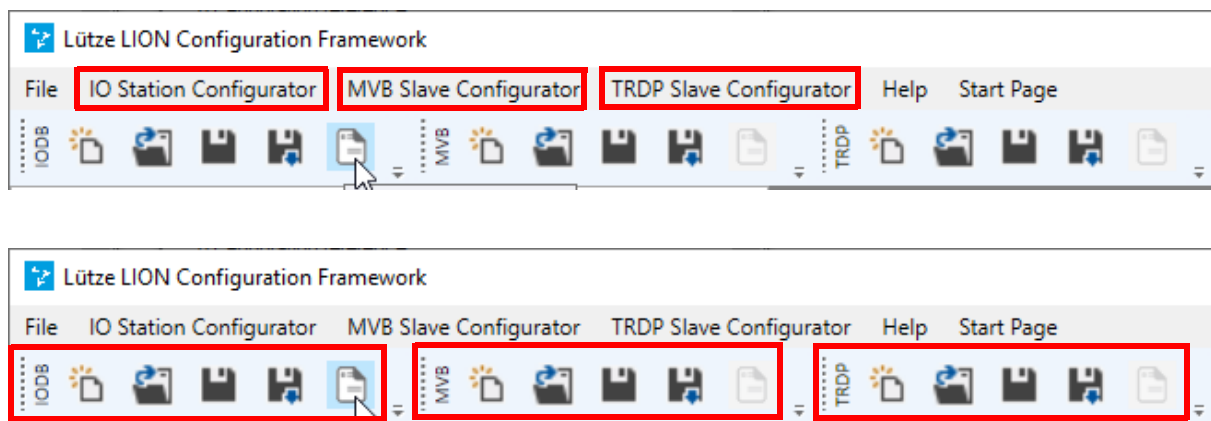 Lütze LION Configuration Framework
File IO Station Configurator MVB Slave Configurator TRDP Slave Configurator Help Start Page
IODB MVB TRDP
Lütze LION Configuration Framework
File IO Station Configurator MVB Slave Configurator TRDP Slave Configurator Help Start Page
IODB MVB TRDP